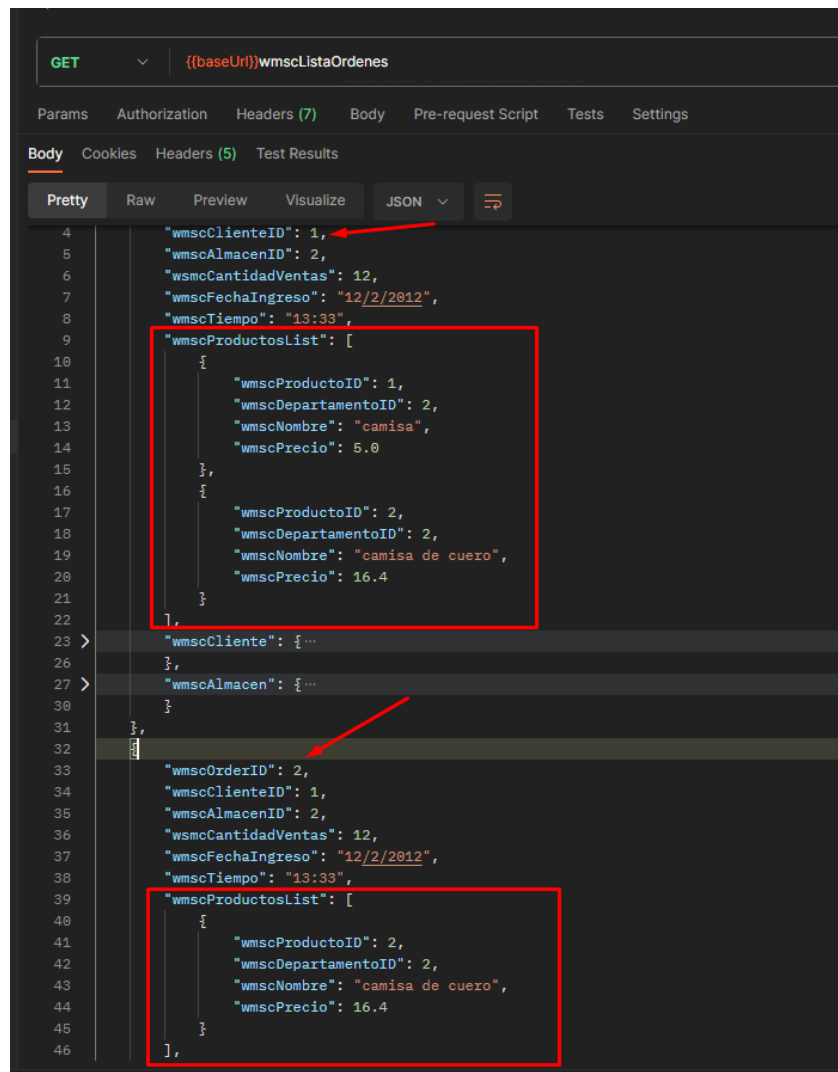 GET {{baseUrl}}wmscListaOrdenes
Params Authorization Headers (7) Body Pre-request Script Tests Settings
Body Cookies Headers (5) Test Results
Pretty Raw Preview Visualize JSON
4 "wmscClienteID": 1,
5 "wmscAlmacenID": 2,
6 "wsmcCantidadVentas": 12,
7 "wmscFechaIngreso": "12/2/2012",
8 "wmscTiempo": "13:33",
9 "wmscProductosList": [
10 {
11 "wmscProductoID": 1,
12 "wmscDepartamentoID": 2,
13 "wmscNombre": "camisa",
14 "wmscPrecio": 5.0
15 },
16 {
17 "wmscProductoID": 2,
18 "wmscDepartamentoID": 2,
19 "wmscNombre": "camisa de cuero",
20 "wmscPrecio": 16.4
21 }
22 ],
23 "wmscCliente": {···
26 },
27 "wmscAlmacen": {···
30 }
31 },
32 {
33 "wmscOrderID": 2,
34 "wmscClienteID": 1,
35 "wmscAlmacenID": 2,
36 "wsmcCantidadVentas": 12,
37 "wmscFechaIngreso": "12/2/2012",
38 "wmscTiempo": "13:33",
39 "wmscProductosList": [
40 {
41 "wmscProductoID": 2,
42 "wmscDepartamentoID": 2,
43 "wmscNombre": "camisa de cuero",
44 "wmscPrecio": 16.4
45 }
46 ],